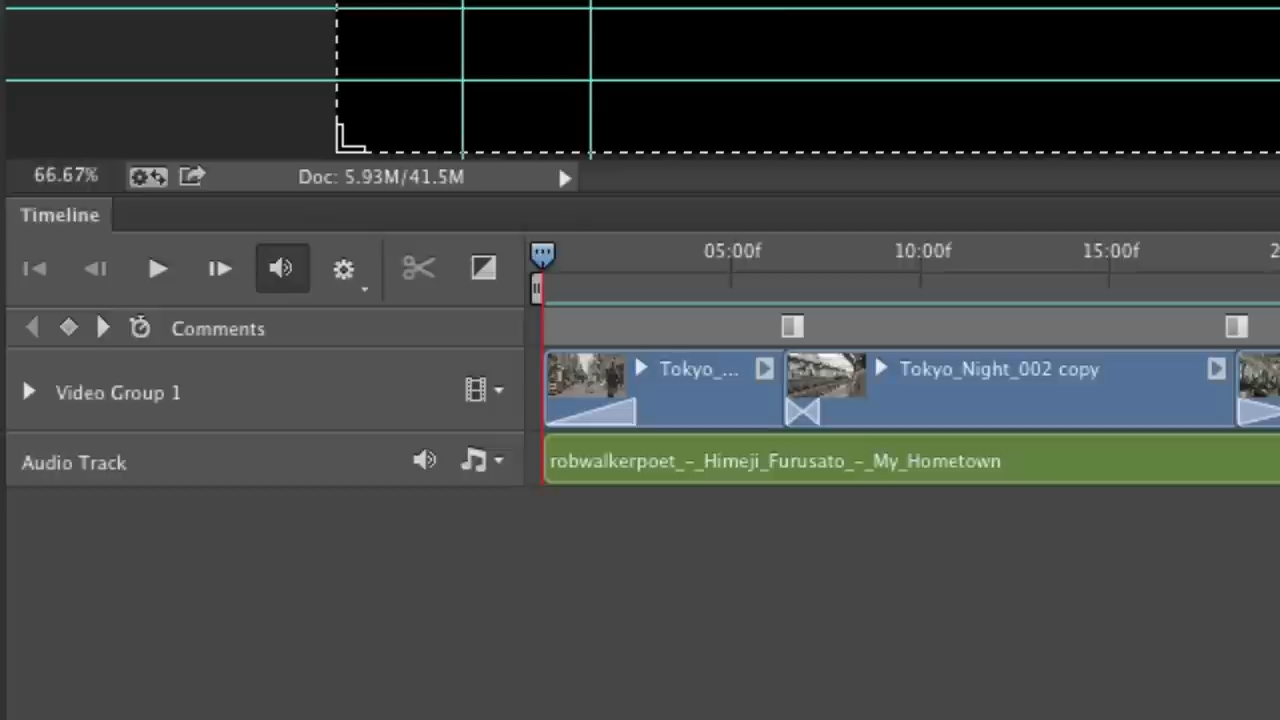 66.67%
Doc: 5.93M/41.5M
Timeline
05:00f
10:00f
15:00f
2
Comments
Tokyo_...
Tokyo_Night_002 copy
Video Group 1
Audio Track
robwalkerpoet_-_Himeji_Furusato_-_My_Hometown